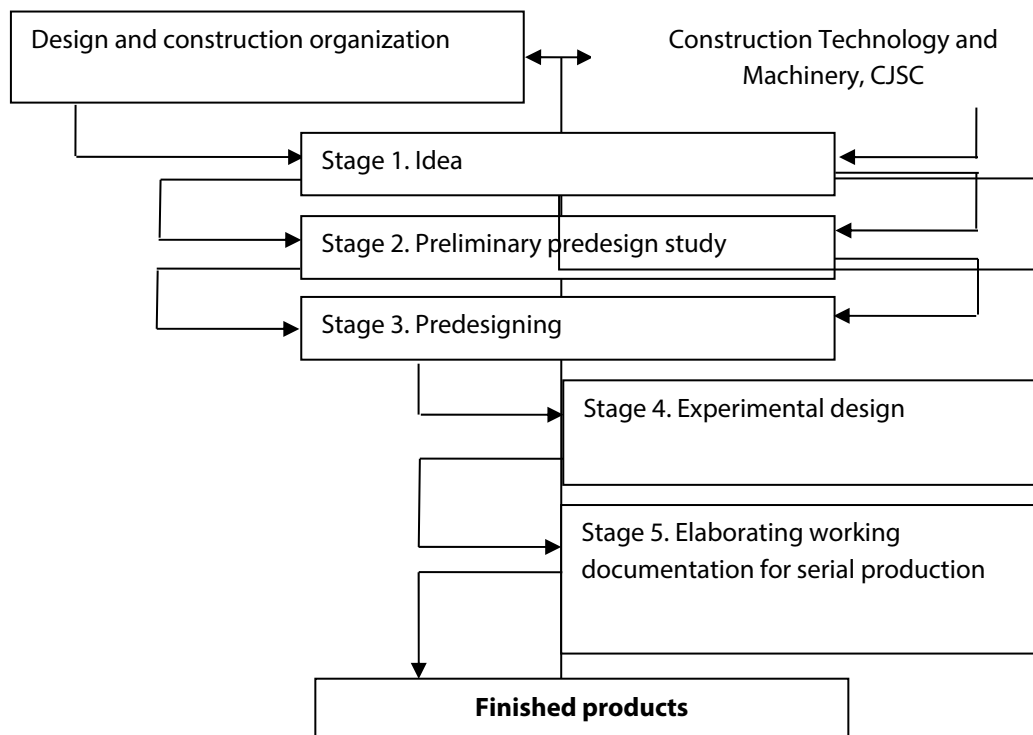 Design and construction organization
Construction Technology and
Machinery, CJSC
Stage 1. Idea
Stage 2. Preliminary predesign study
Stage 3. Predesigning
Stage 4. Experimental design
Stage 5. Elaborating working
documentation for serial production
Finished products